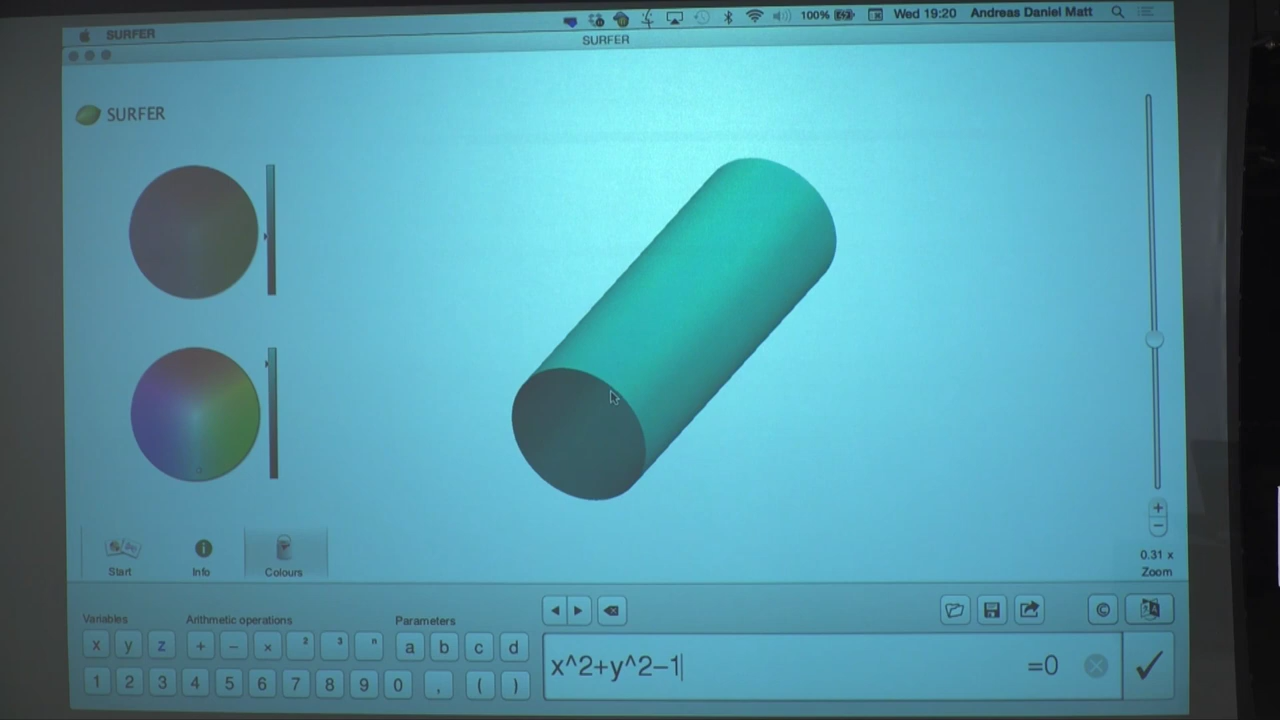 SURFER 100% Wed 19:20 Andreas Daniel Matt
SURFER
SURFER
0.31 x
Zoom
Start Info Colours
Variables Arithmetic operations Parameters
x y z + − × 2 3 n a b c d
1 2 3 4 5 6 7 8 9 0 , ( )
+
−
©
x^2+y^2−1 =0